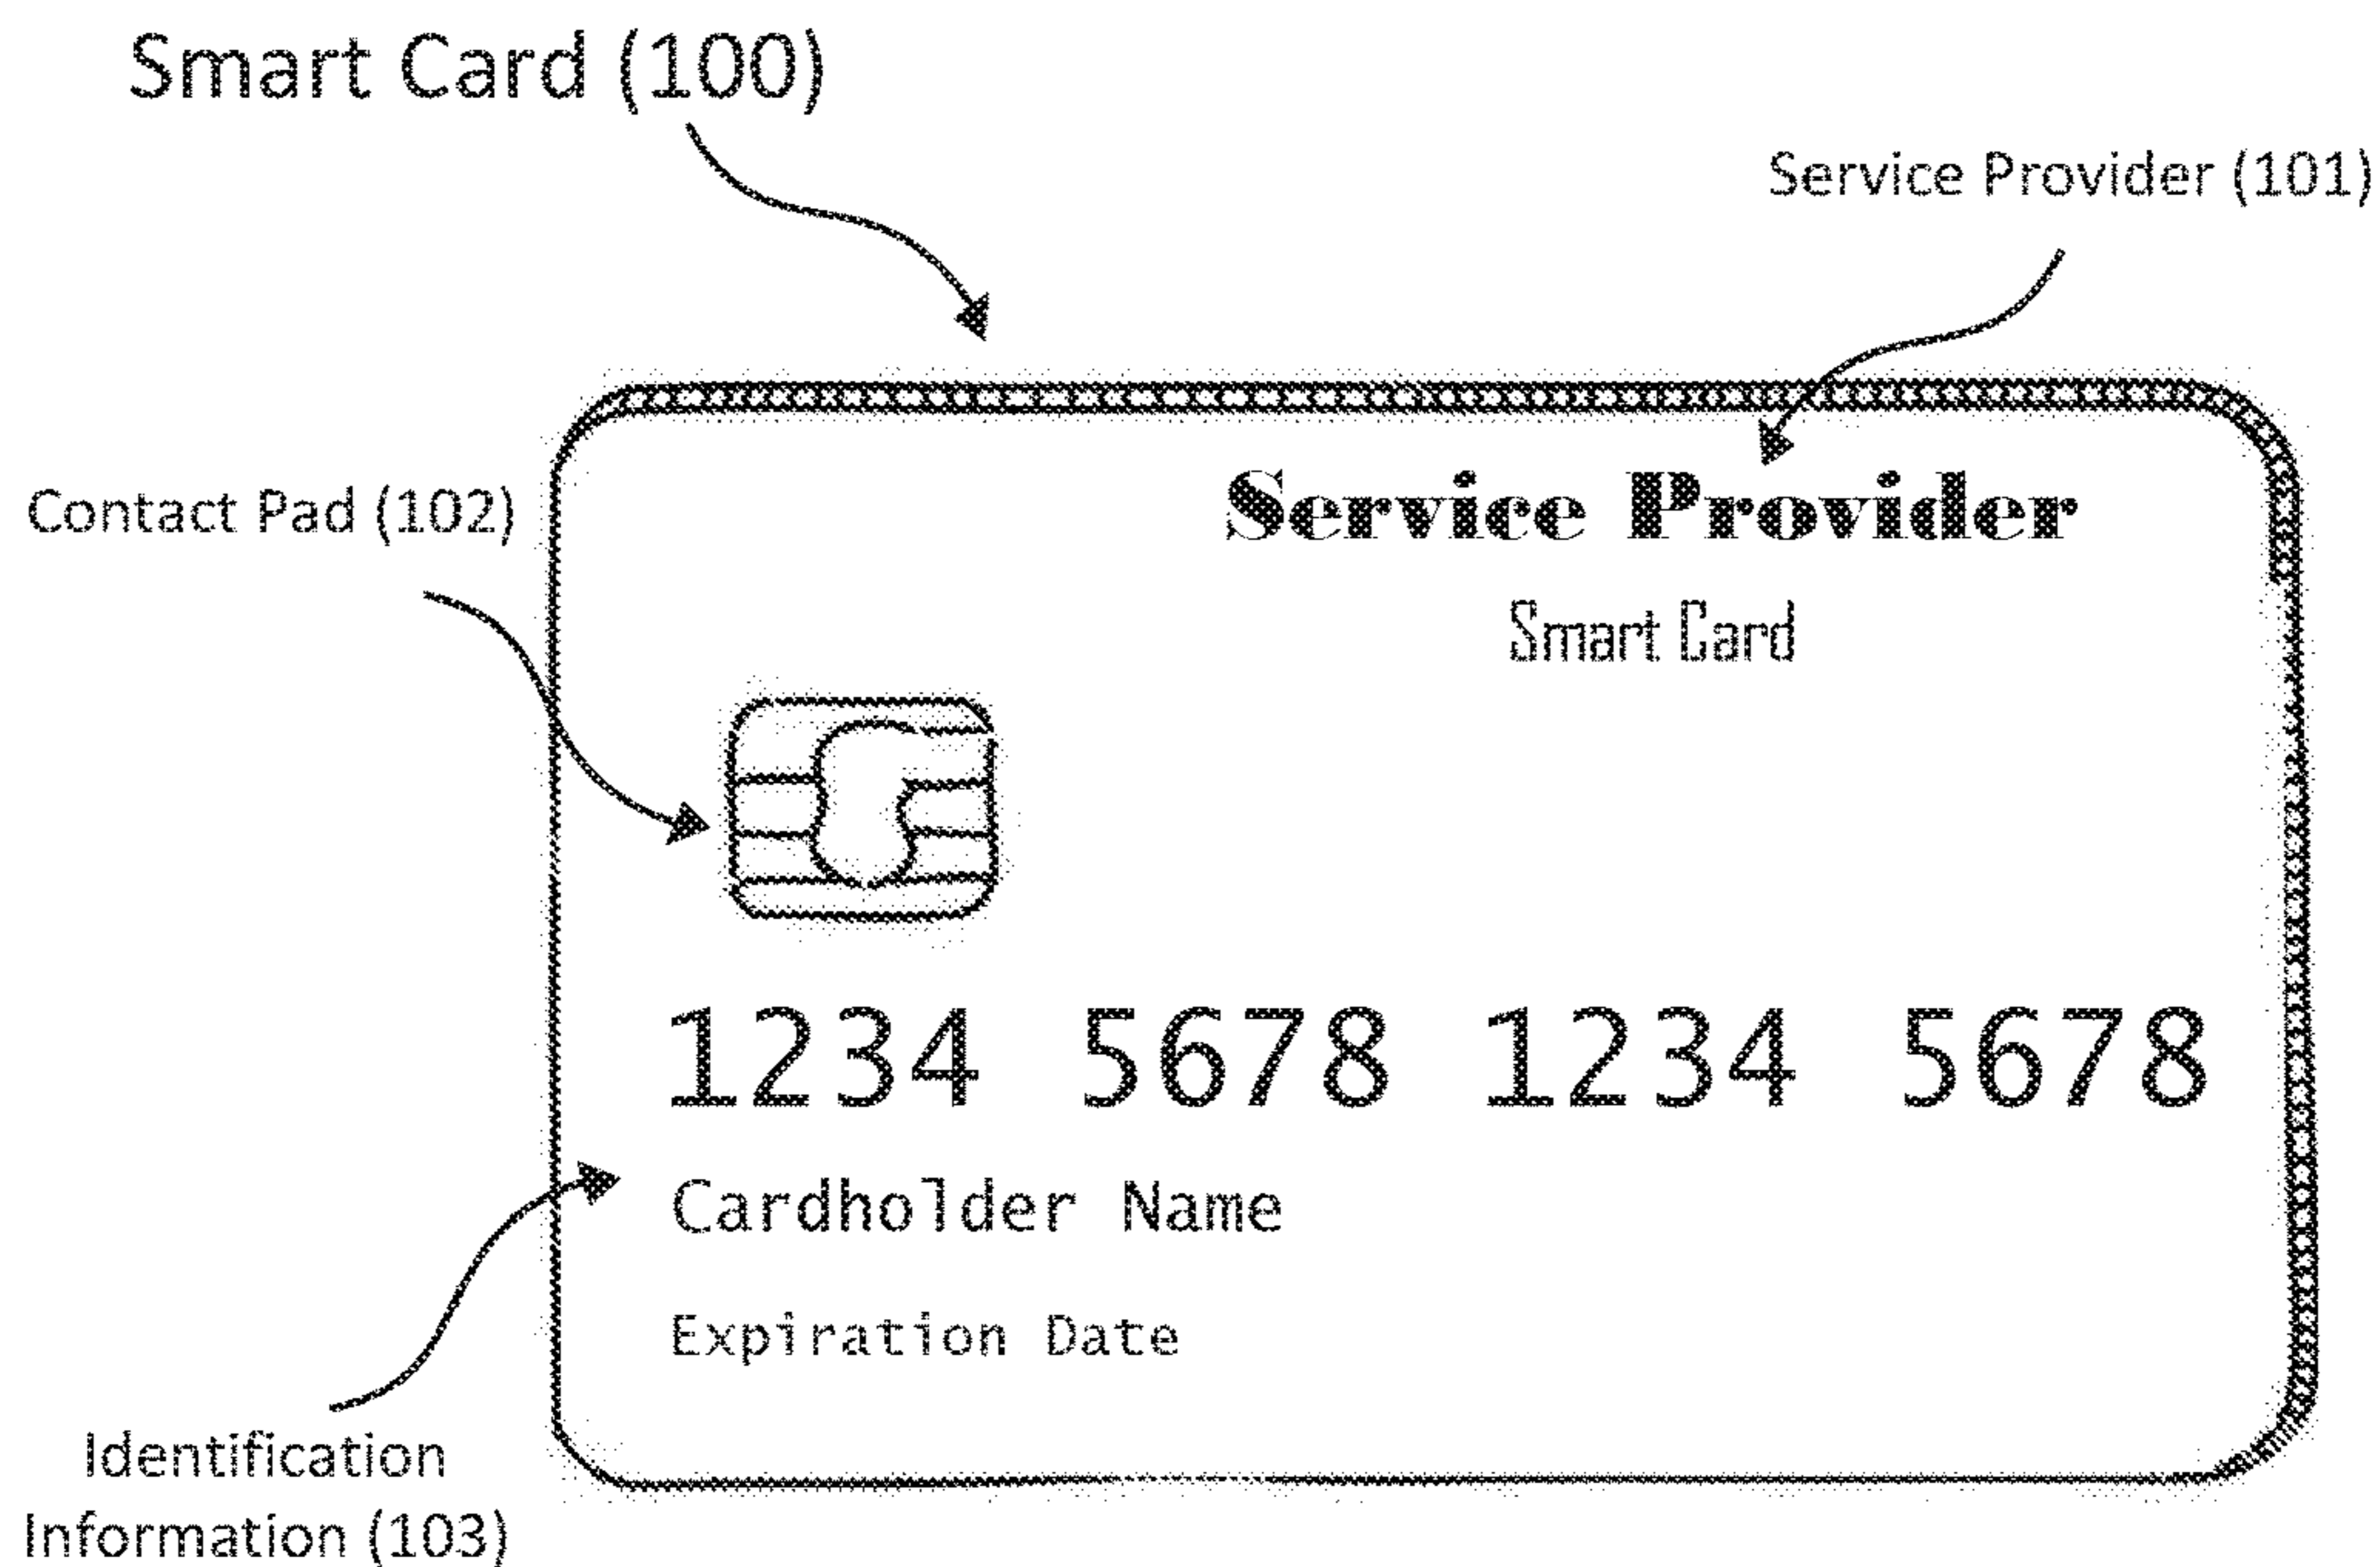 Smart Card (100)
Service Provider (101)
Contact Pad (102)
Service Provider
Smart Card
1234 5678 1234 5678
Cardholder Name
Expiration Date
Identification
Information (103)